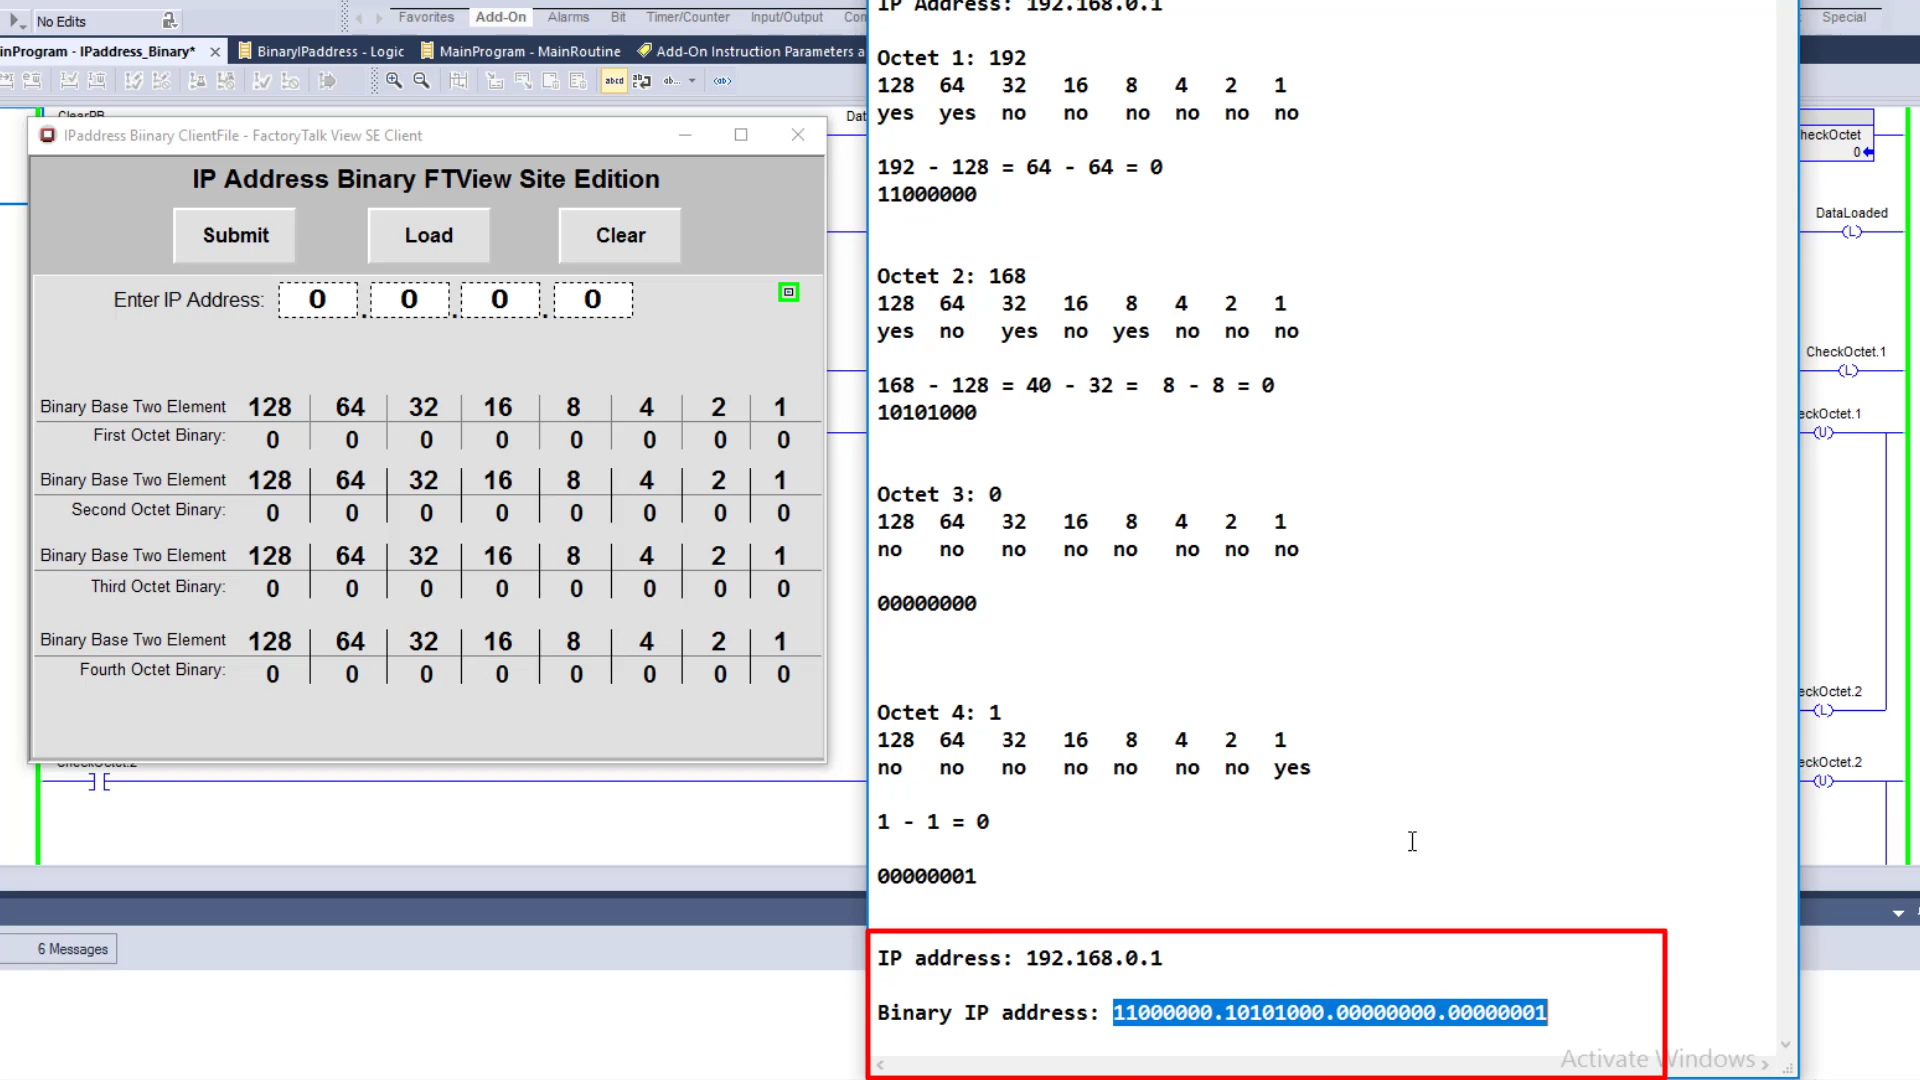 No Edits
Favorites Add-On Alarms Bit Timer/Counter Input/Output Special
MainProgram - IPaddress_Binary* BinaryIPaddress - Logic MainProgram - MainRoutine Add-On Instruction Parameters a
abcd ab...
IPaddress Biinary ClientFile - FactoryTalk View SE Client
IP Address Binary FTView Site Edition
Submit Load Clear
Enter IP Address: 0 . 0 . 0 . 0
Binary Base Two Element 128 64 32 16 8 4 2 1
First Octet Binary: 0 0 0 0 0 0 0 0
Binary Base Two Element 128 64 32 16 8 4 2 1
Second Octet Binary: 0 0 0 0 0 0 0 0
Binary Base Two Element 128 64 32 16 8 4 2 1
Third Octet Binary: 0 0 0 0 0 0 0 0
Binary Base Two Element 128 64 32 16 8 4 2 1
Fourth Octet Binary: 0 0 0 0 0 0 0 0
CheckOctet.2
6 Messages
IP Address: 192.168.0.1
Octet 1: 192
128 64 32 16 8 4 2 1
yes yes no no no no no no
192 - 128 = 64 - 64 = 0
11000000
Octet 2: 168
128 64 32 16 8 4 2 1
yes no yes no yes no no no
168 - 128 = 40 - 32 = 8 - 8 = 0
10101000
Octet 3: 0
128 64 32 16 8 4 2 1
no no no no no no no no
00000000
Octet 4: 1
128 64 32 16 8 4 2 1
no no no no no no no yes
1 - 1 = 0
00000001
IP address: 192.168.0.1
Binary IP address: 11000000.10101000.00000000.00000001
Activate Windows
heckOctet
0
DataLoaded
L
CheckOctet.1
L
eckOctet.1
U
eckOctet.2
L
eckOctet.2
U